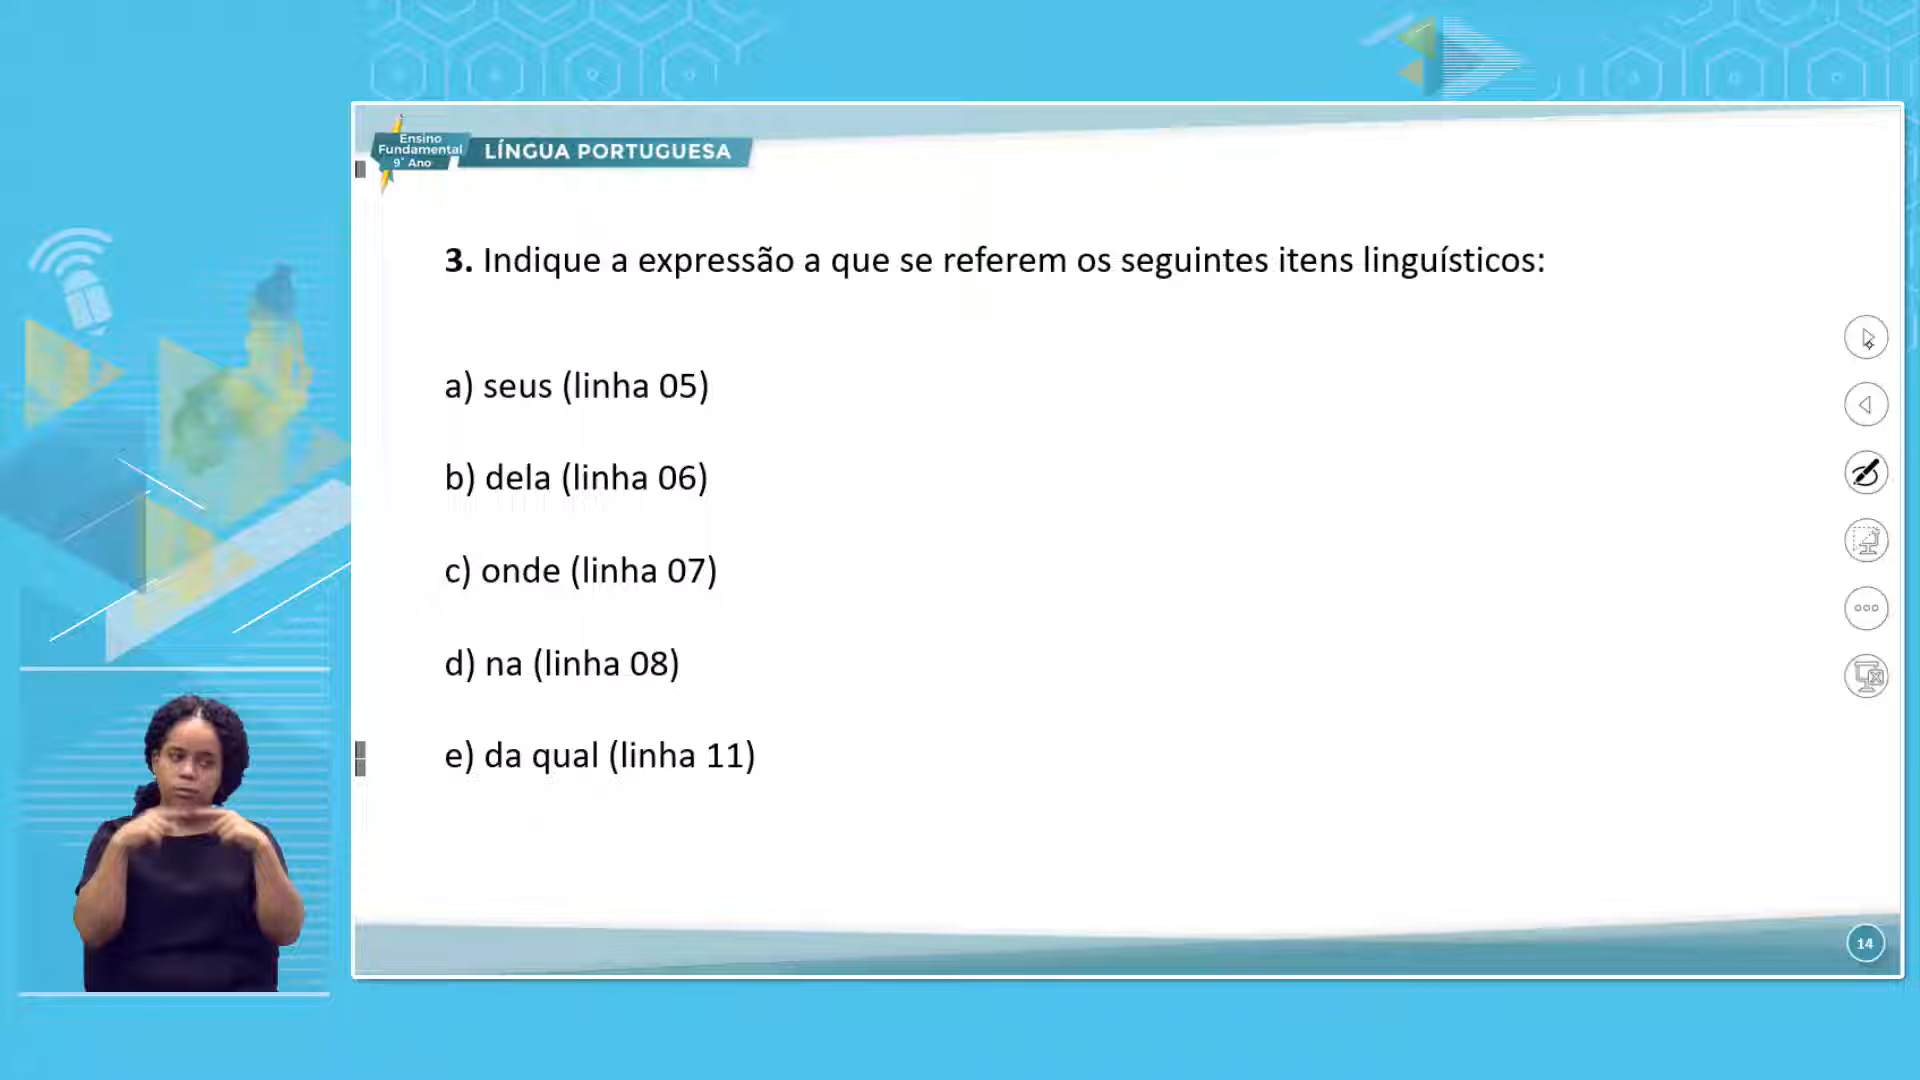 Ensino
Fundamental
9° Ano
LÍNGUA PORTUGUESA
3. Indique a expressão a que se referem os seguintes itens linguísticos:
a) seus (linha 05)
b) dela (linha 06)
c) onde (linha 07)
d) na (linha 08)
e) da qual (linha 11)
14